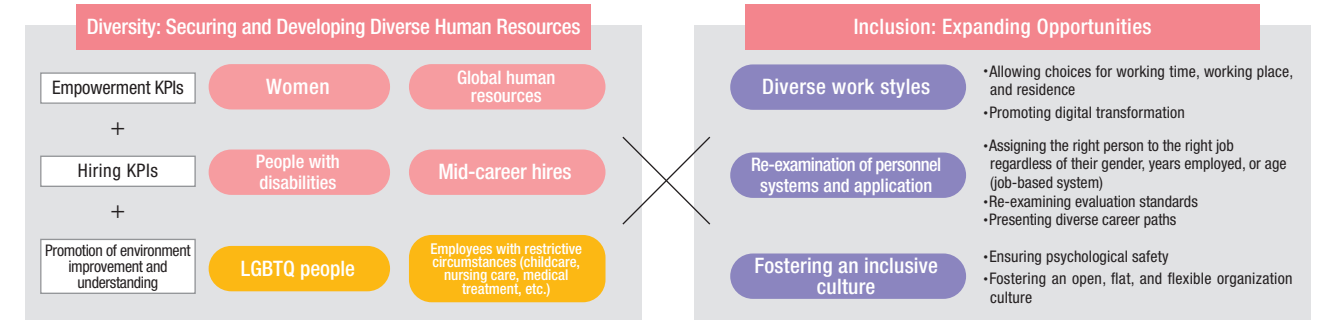 Diversity: Securing and Developing Diverse Human Resources
Empowerment KPIs
+
Hiring KPIs
+
Promotion of environment
improvement and
understanding
Women
Global human
resources
People with
disabilities
Mid-career hires
LGBTQ people
Employees with restrictive
circumstances (childcare,
nursing care, medical
treatment, etc.)
Inclusion: Expanding Opportunities
Diverse work styles
•Allowing choices for working time, working place,
and residence
•Promoting digital transformation
Re-examination of personnel
systems and application
•Assigning the right person to the right job
regardless of their gender, years employed, or age
(job-based system)
•Re-examining evaluation standards
•Presenting diverse career paths
Fostering an inclusive
culture
•Ensuring psychological safety
•Fostering an open, flat, and flexible organization
culture